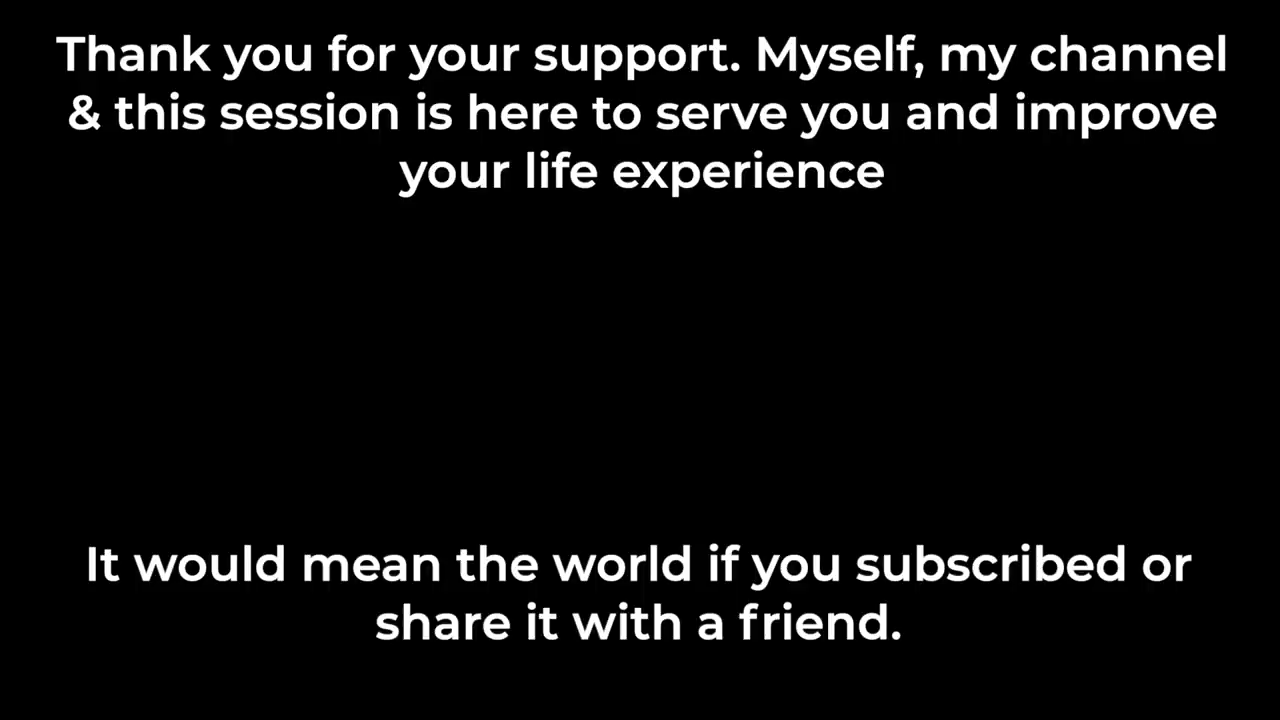 Thank you for your support. Myself, my channel
& this session is here to serve you and improve
your life experience
It would mean the world if you subscribed or
share it with a friend.